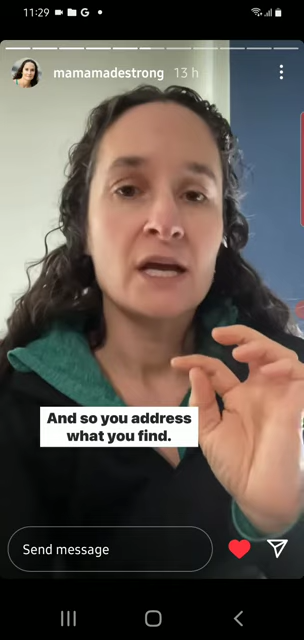 11:29
mamamadestrong 13 h
And so you address
what you find.
Send message